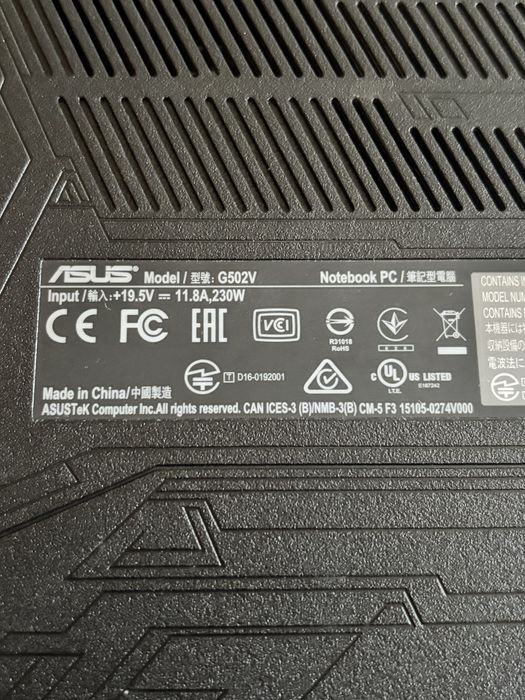 ASUS Model / 型號: G502V Notebook PC / 筆記型電腦
Input / 輸入: +19.5V ⎓ 11.8A,230W
CE FC EAC VCCI R31018 RoHS
T D16-0192001 c UL US LISTED I.T.E. E167242
Made in China/中國製造
ASUSTeK Computer Inc.All rights reserved. CAN ICES-3 (B)/NMB-3(B) CM-5 F3 15105-0274V000
CONTAINS
MODEL
CONTAINS
本機器には
収納設備の
電波法に